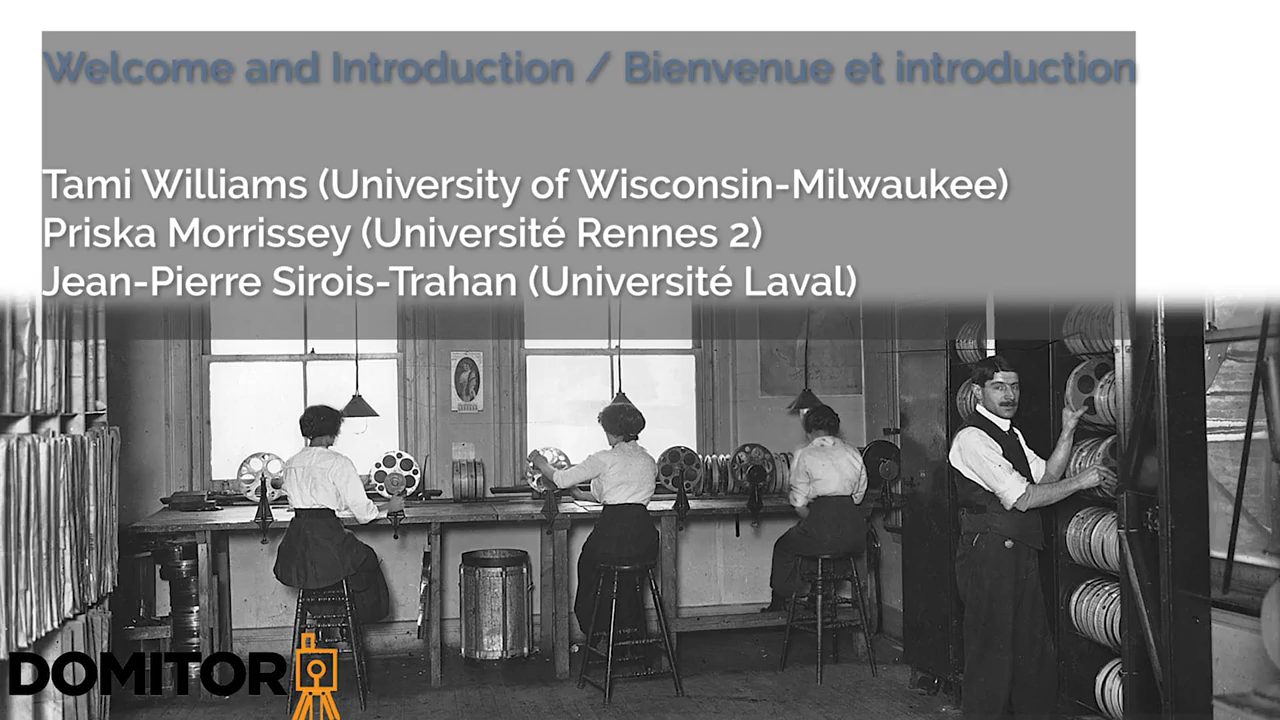 Welcome and Introduction / Bienvenue et introduction
Tami Williams (University of Wisconsin-Milwaukee)
Priska Morrissey (Université Rennes 2)
Jean-Pierre Sirois-Trahan (Université Laval)
DOMITOR